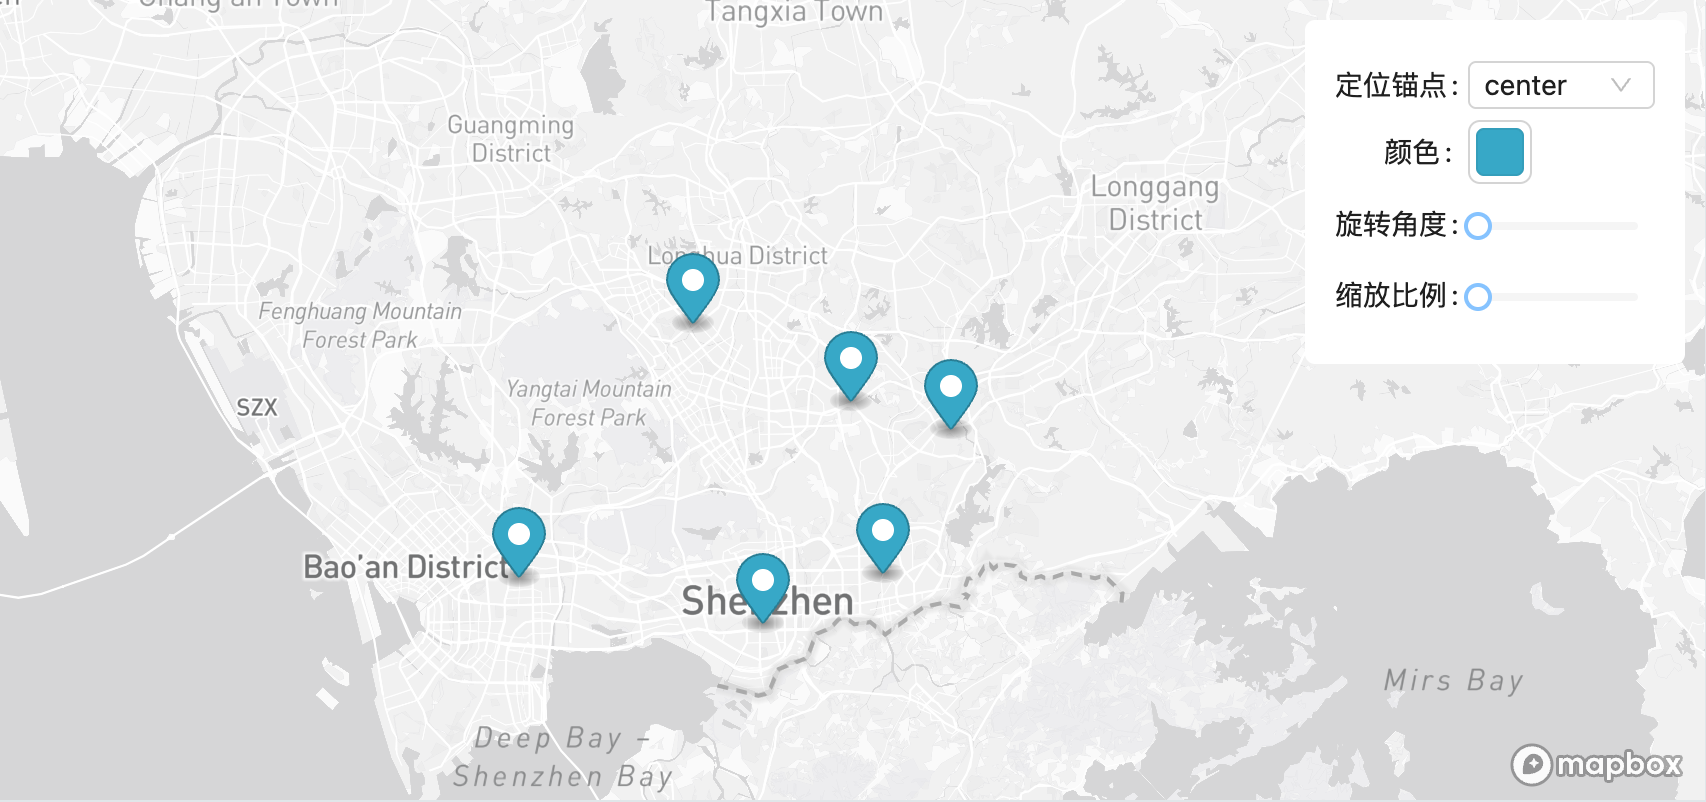 Tangxia Town
Guangming
District
Longgang
District
District
Fenghuang Mountain
Forest Park
Yangtai Mountain
Forest Park
SZX
Bao'an District
Deep Bay –
Shenzhen Bay
Mirs Bay
mapbox
定位锚点: center
颜色:
旋转角度:
缩放比例: